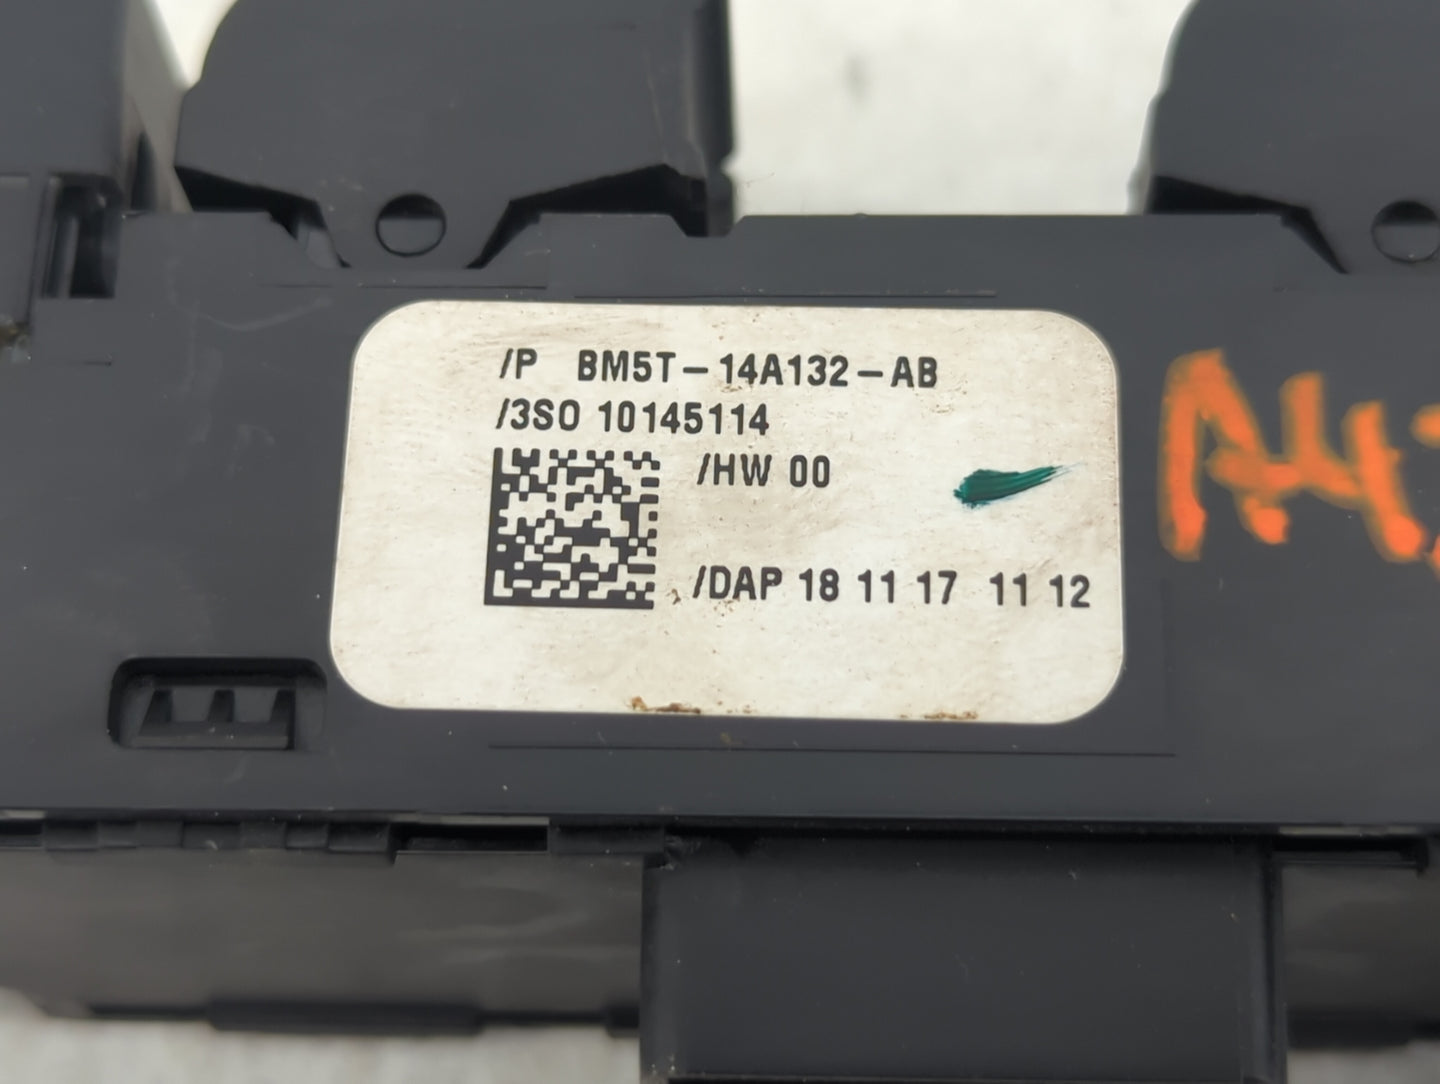 /P BM5T-14A132-AB
/3SO 10145114
/HW 00
/DAP 18 11 17 11 12